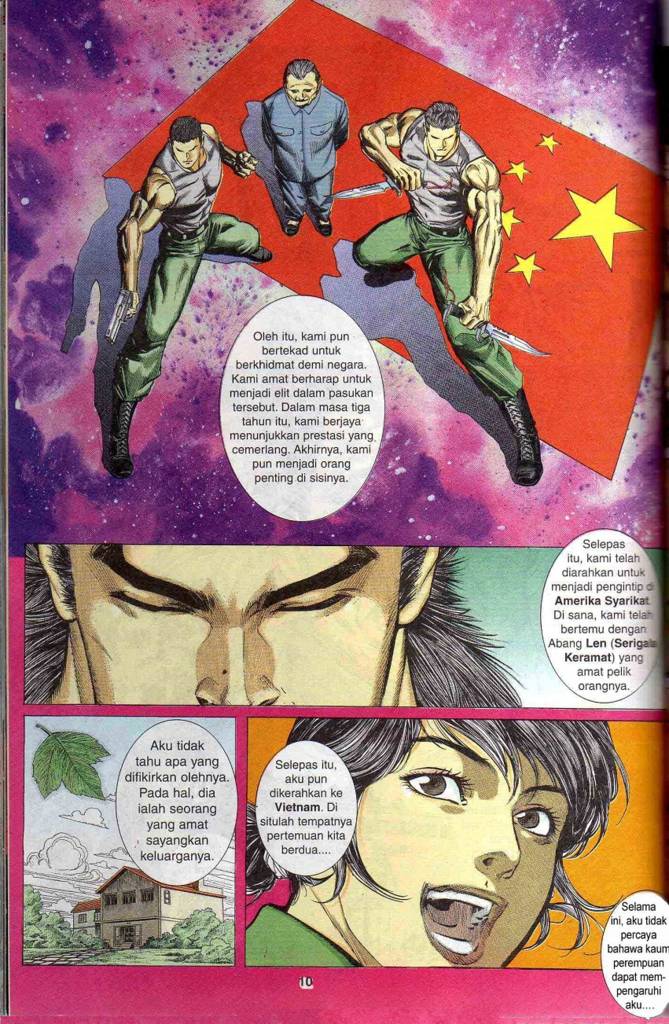 Oleh itu, kami pun
bertekad untuk
berkhidmat demi negara.
Kami amat berharap untuk
menjadi elit dalam pasukan
tersebut. Dalam masa tiga
tahun itu, kami berjaya
menunjukkan prestasi yang
cemerlang. Akhirnya, kami
pun menjadi orang
penting di sisinya.
Selepas
itu, kami telah
diarahkan untuk
menjadi pengintip di
Amerika Syarikat.
Di sana, kami telah
bertemu dengan
Abang Len (Serigala
Keramat) yang
amat pelik
orangnya.
Aku tidak
tahu apa yang
difikirkan olehnya.
Pada hal, dia
ialah seorang
yang amat
sayangkan
keluarganya.
Selepas itu,
aku pun
dikerahkan ke
Vietnam. Di
situlah tempatnya
pertemuan kita
berdua....
Selama
ini, aku tidak
percaya
bahawa kaum
perempuan
dapat mem-
pengaruhi
aku....
10